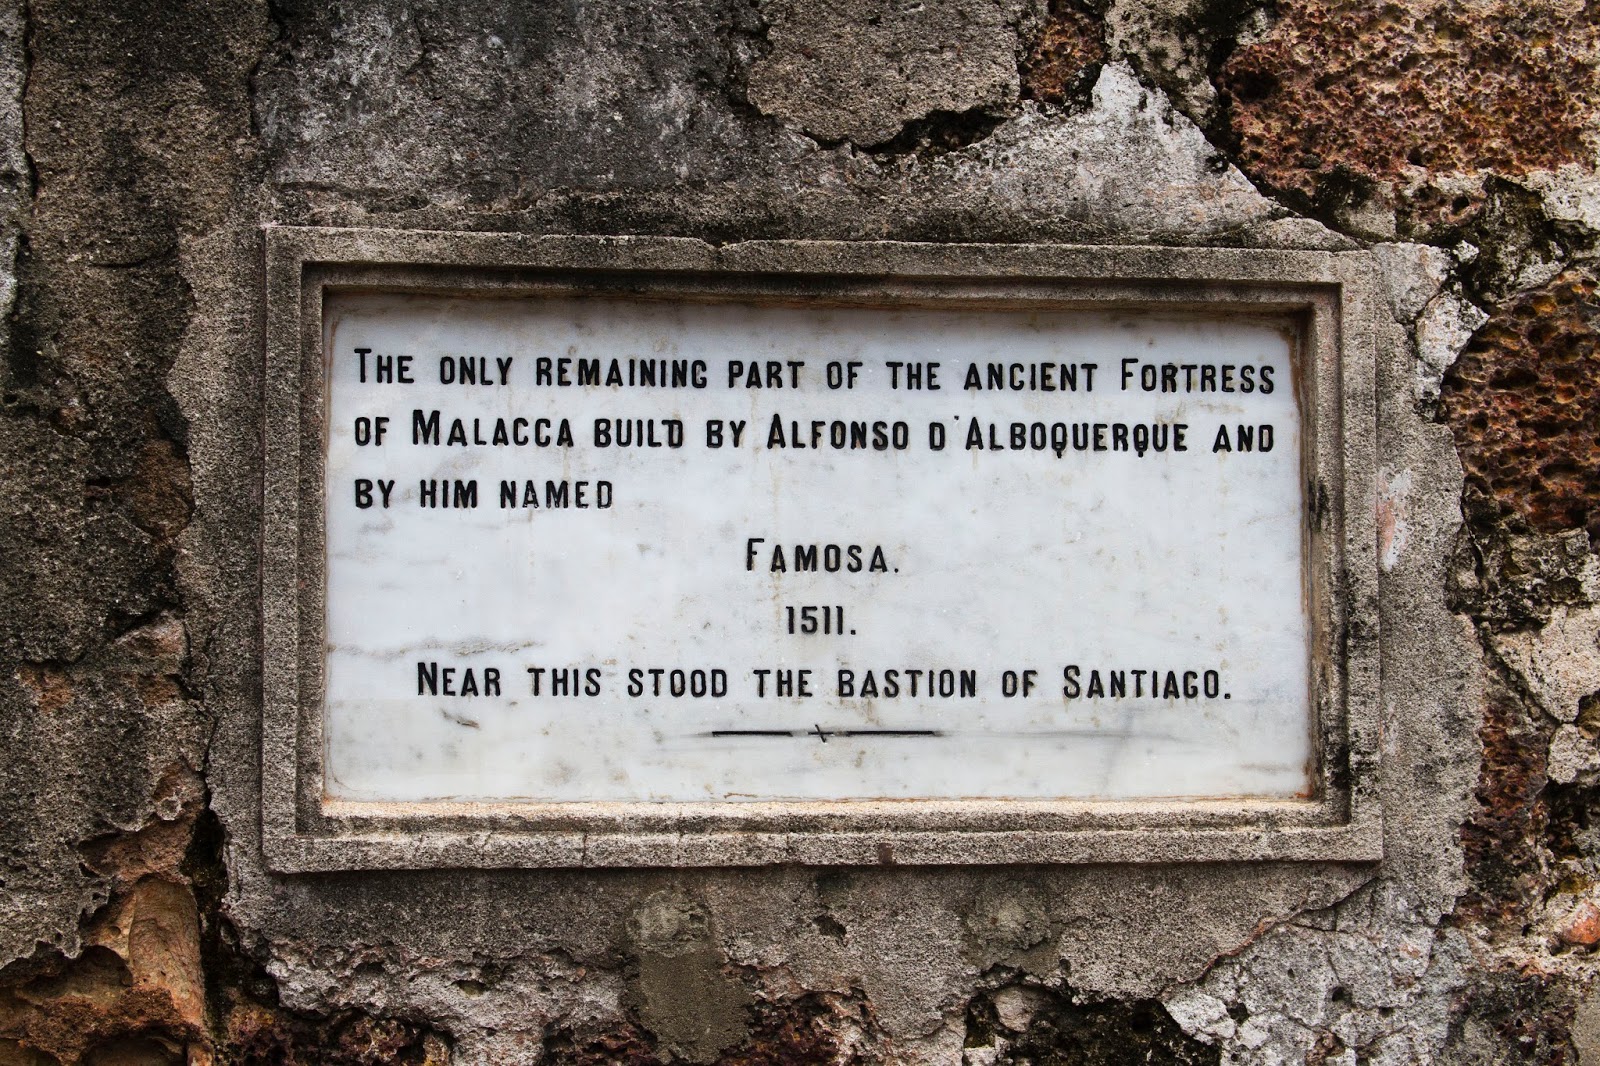 THE ONLY REMAINING PART OF THE ANCIENT FORTRESS
OF MALACCA BUILD BY ALFONSO D'ALBOQUERQUE AND
BY HIM NAMED
FAMOSA.
1511.
NEAR THIS STOOD THE BASTION OF SANTIAGO.